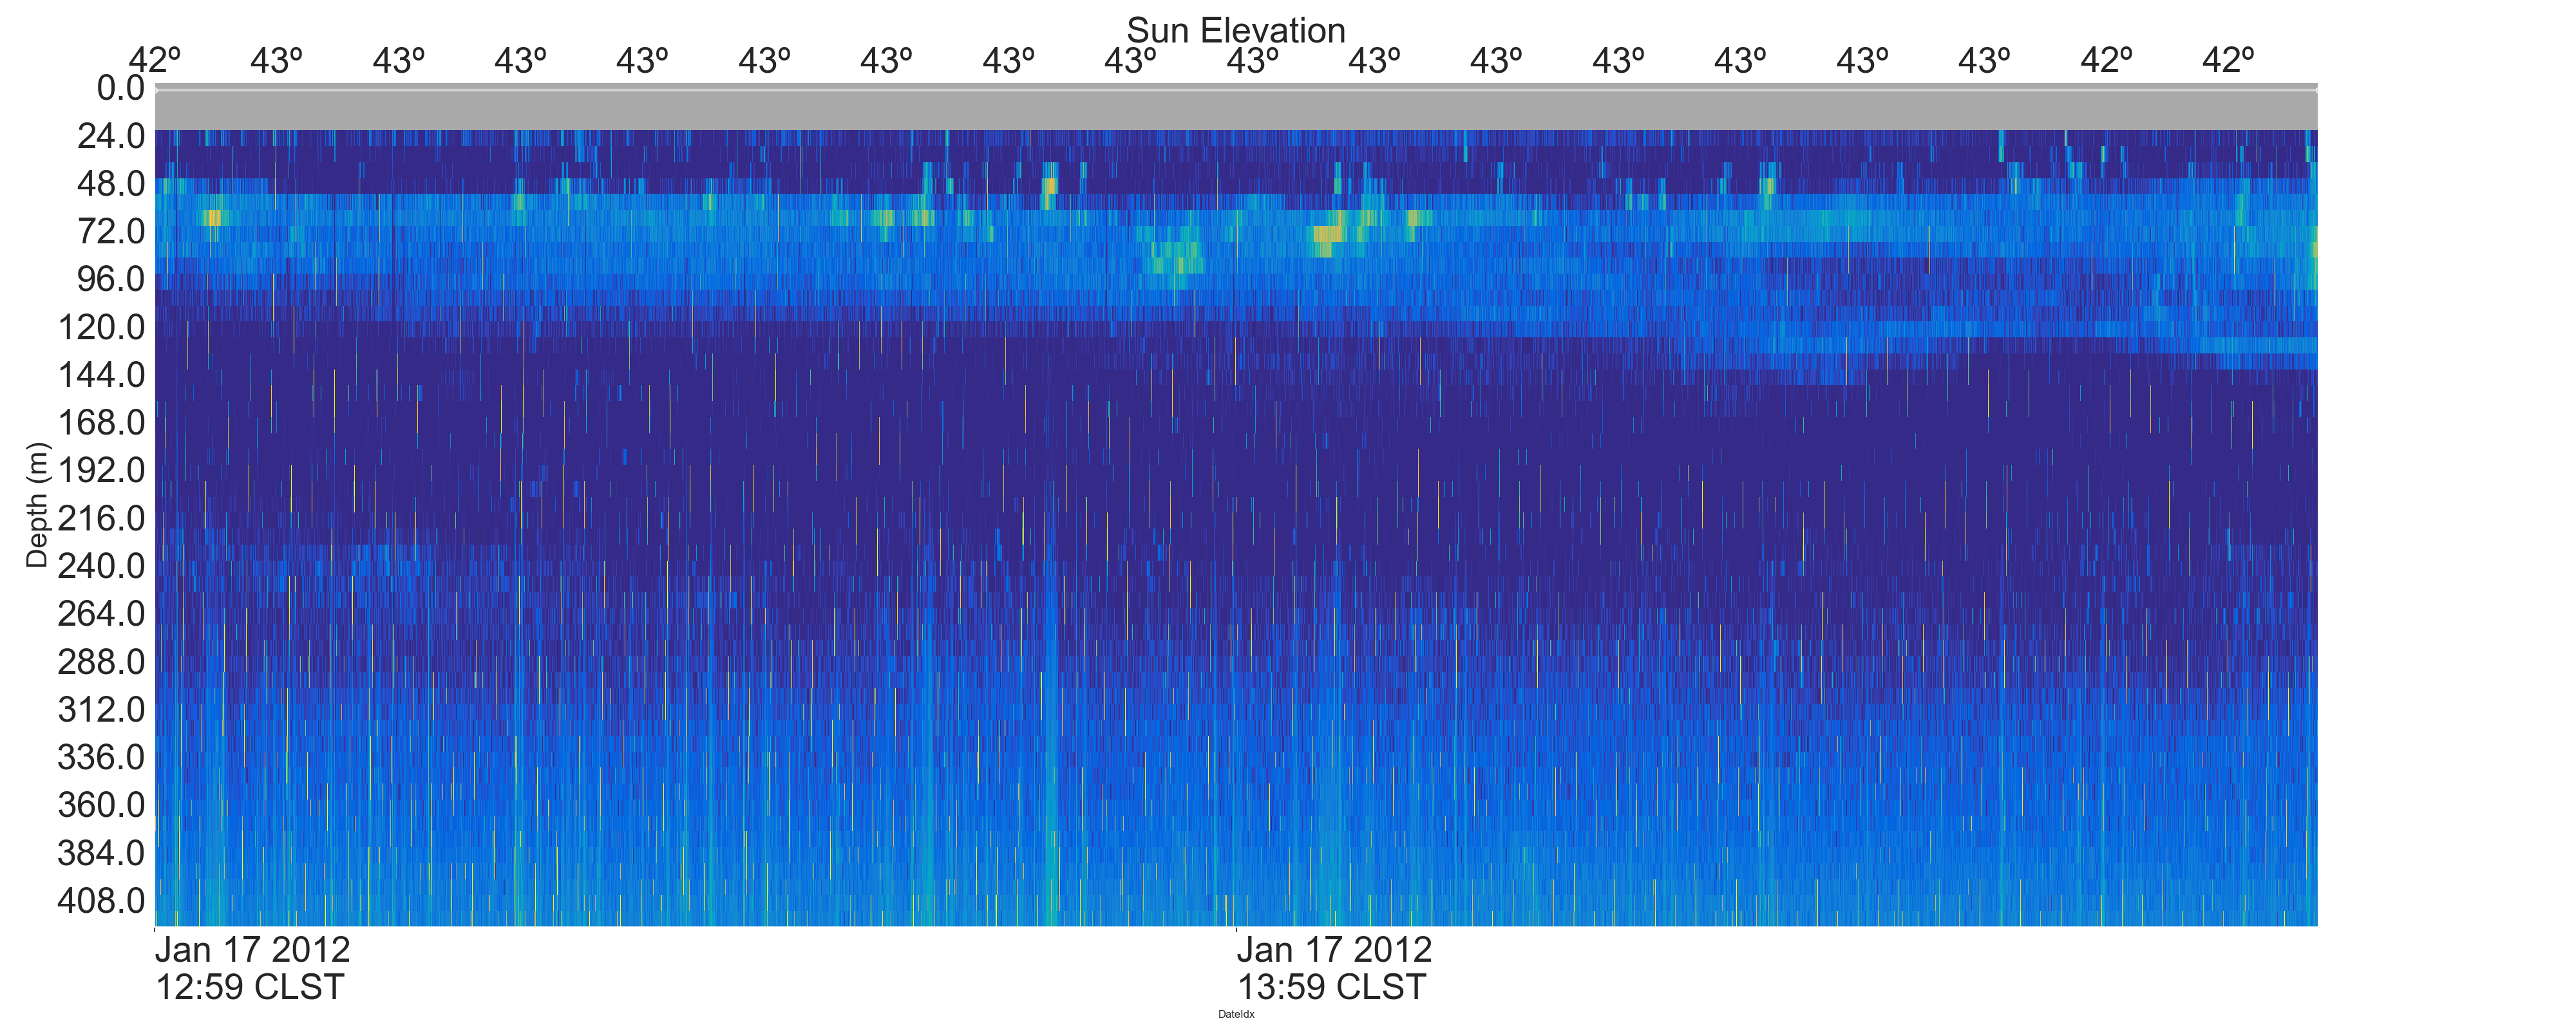 Sun Elevation
42º 43º 43º 43º 43º 43º 43º 43º 43º 43º 43º 43º 43º 43º 43º 43º 42º 42º
0.0
24.0
48.0
72.0
96.0
120.0
144.0
168.0
192.0
216.0
240.0
264.0
288.0
312.0
336.0
360.0
384.0
408.0
Depth (m)
Jan 17 2012
12:59 CLST
Jan 17 2012
13:59 CLST
DateIdx